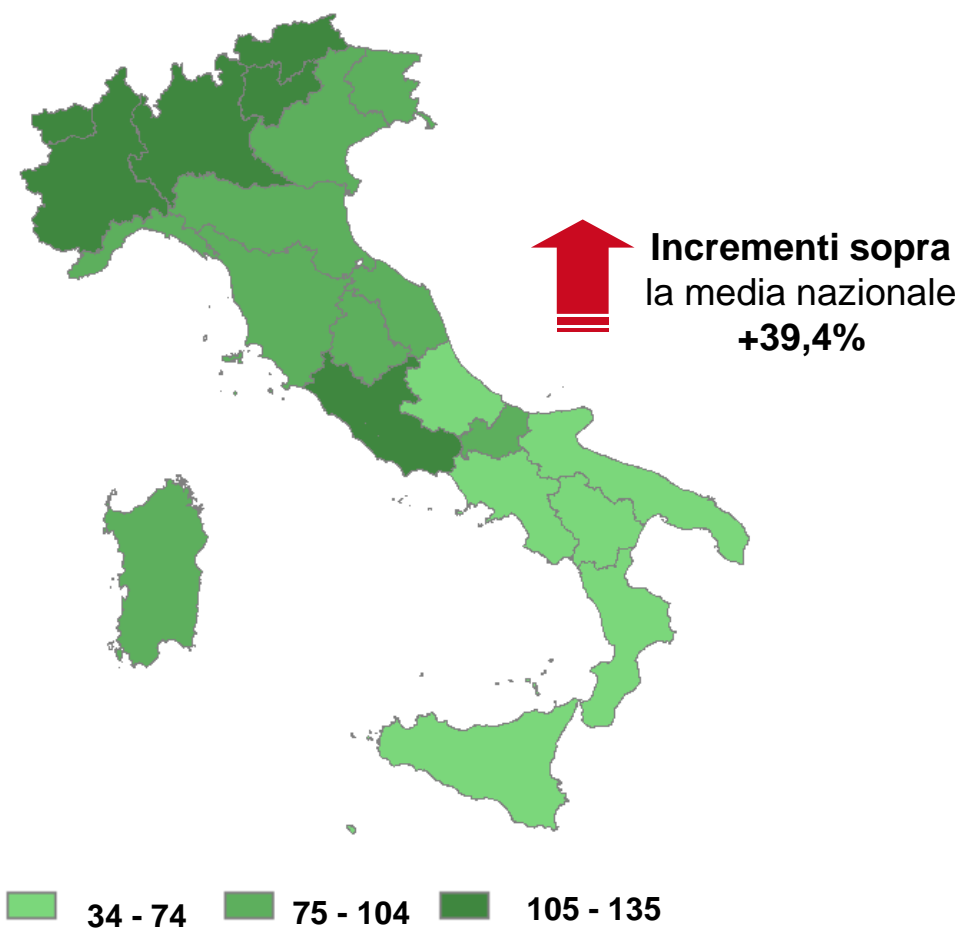 Incrementi sopra
la media nazionale
+39,4%
34 - 74
75 - 104
105 - 135